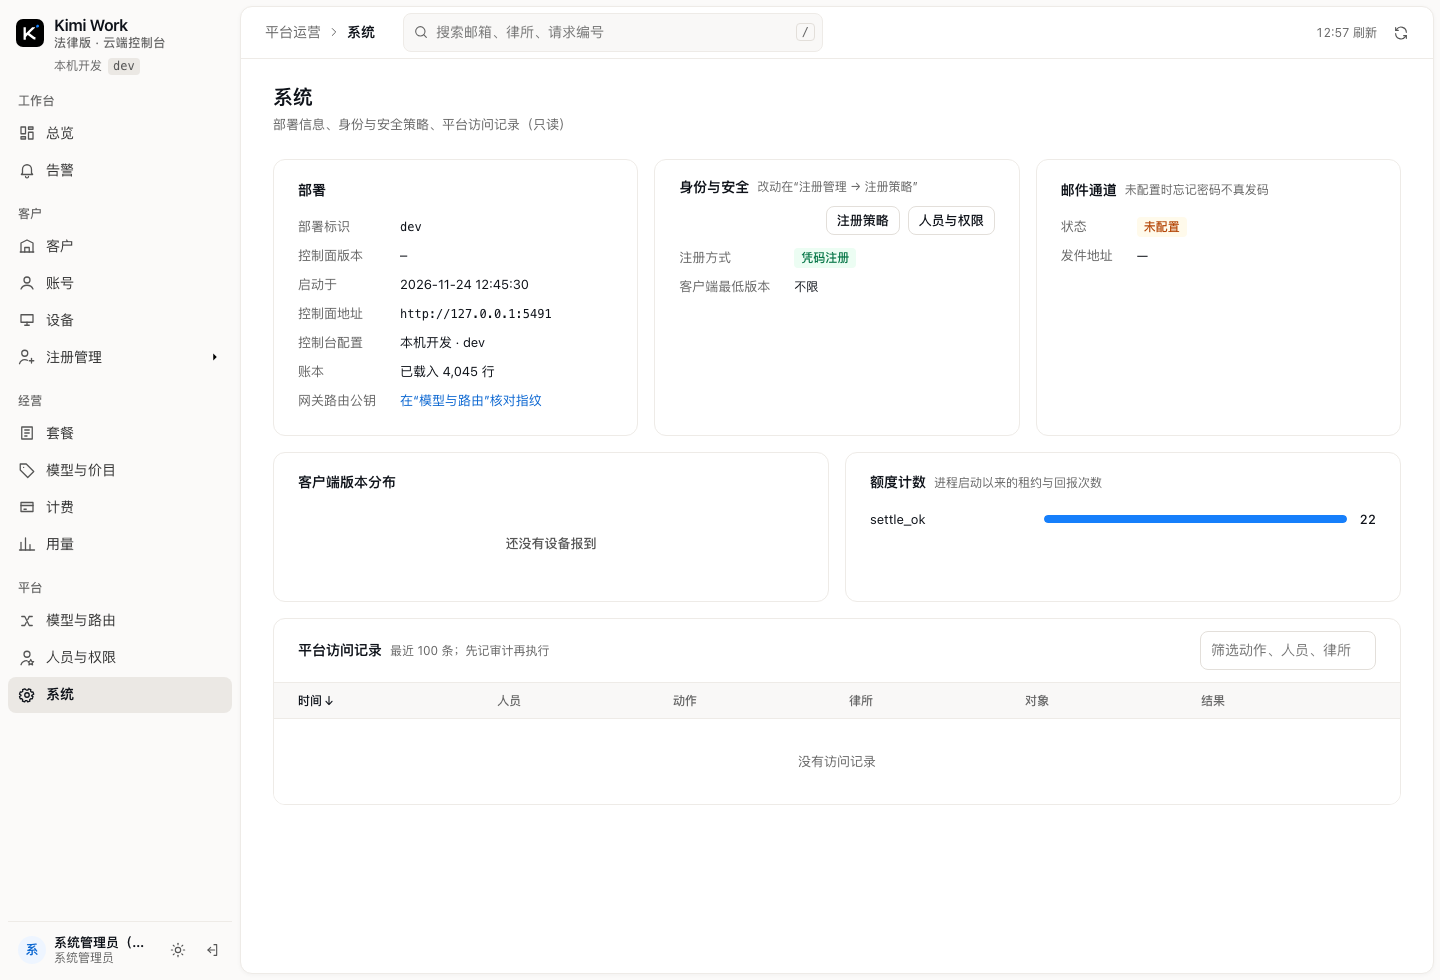 Kimi Work
法律版 · 云端控制台
本机开发 dev
工作台
总览
告警
客户
客户
账号
设备
注册管理
经营
套餐
模型与价目
计费
用量
平台
模型与路由
人员与权限
系统
系
系统管理员（...
系统管理员
平台运营 > 系统
搜索邮箱、律所、请求编号 /
12:57 刷新
系统
部署信息、身份与安全策略、平台访问记录（只读）
部署
部署标识 dev
控制面版本 —
启动于 2026-11-24 12:45:30
控制面地址 http://127.0.0.1:5491
控制台配置 本机开发 · dev
账本 已载入 4,045 行
网关路由公钥 在“模型与路由”核对指纹
身份与安全 改动在“注册管理 → 注册策略”
注册策略 人员与权限
注册方式 凭码注册
客户端最低版本 不限
邮件通道 未配置时忘记密码不真发码
状态 未配置
发件地址 —
客户端版本分布
还没有设备报到
额度计数 进程启动以来的租约与回报次数
settle_ok 22
平台访问记录 最近 100 条；先记审计再执行
筛选动作、人员、律所
时间↓ 人员 动作 律所 对象 结果
没有访问记录